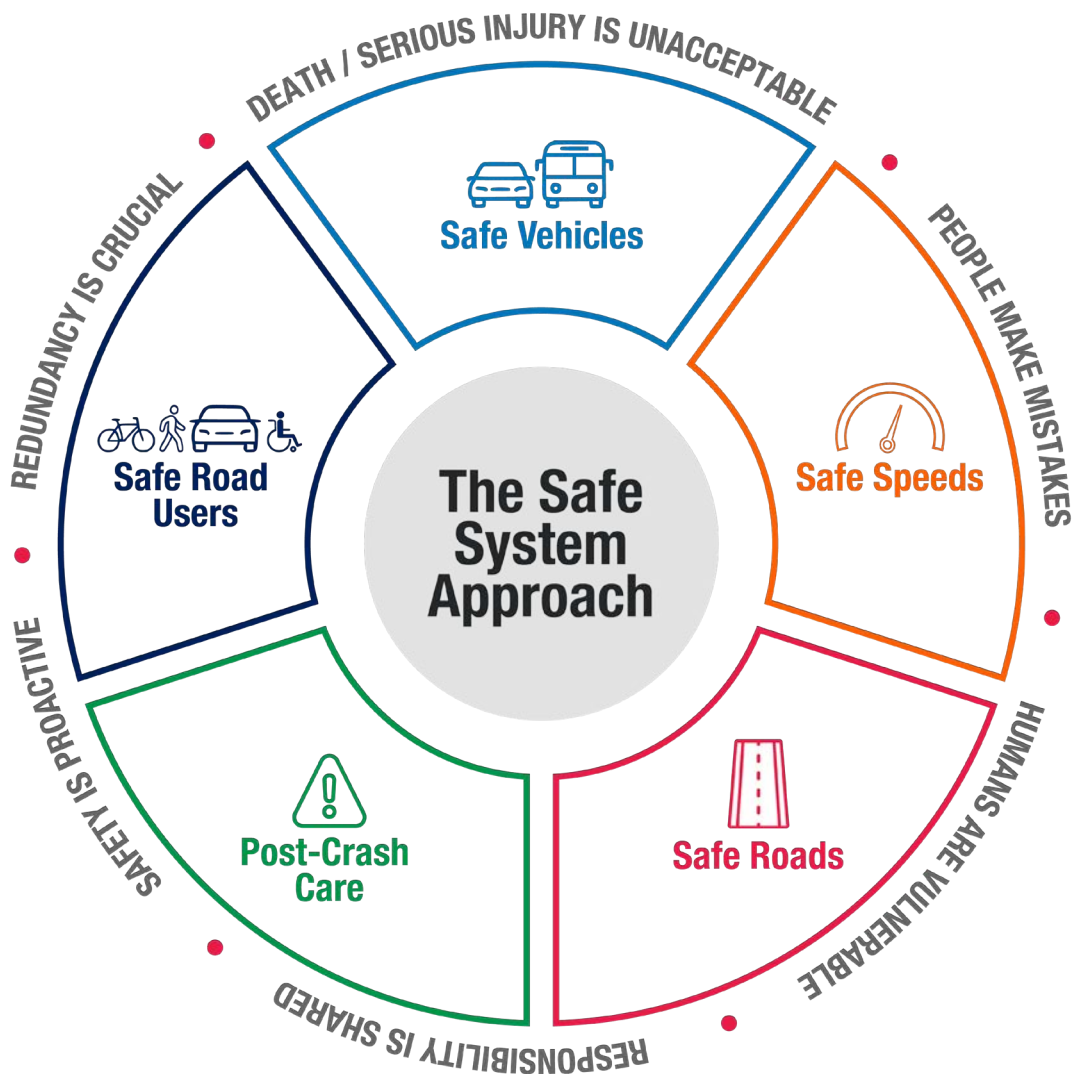 DEATH / SERIOUS INJURY IS UNACCEPTABLE
PEOPLE MAKE MISTAKES
HUMANS ARE VULNERABLE
RESPONSIBILITY IS SHARED
SAFETY IS PROACTIVE
REDUNDANCY IS CRUCIAL
Safe Vehicles
Safe Speeds
Safe Roads
Post-Crash
Care
Safe Road
Users
The Safe
System
Approach